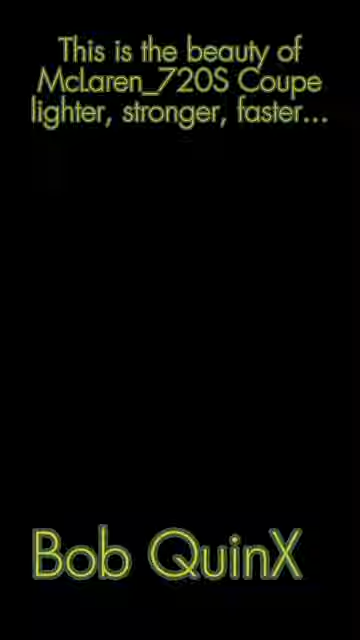 This is the beauty of
McLaren_720S Coupe
lighter, stronger, faster...
Bob QuinX